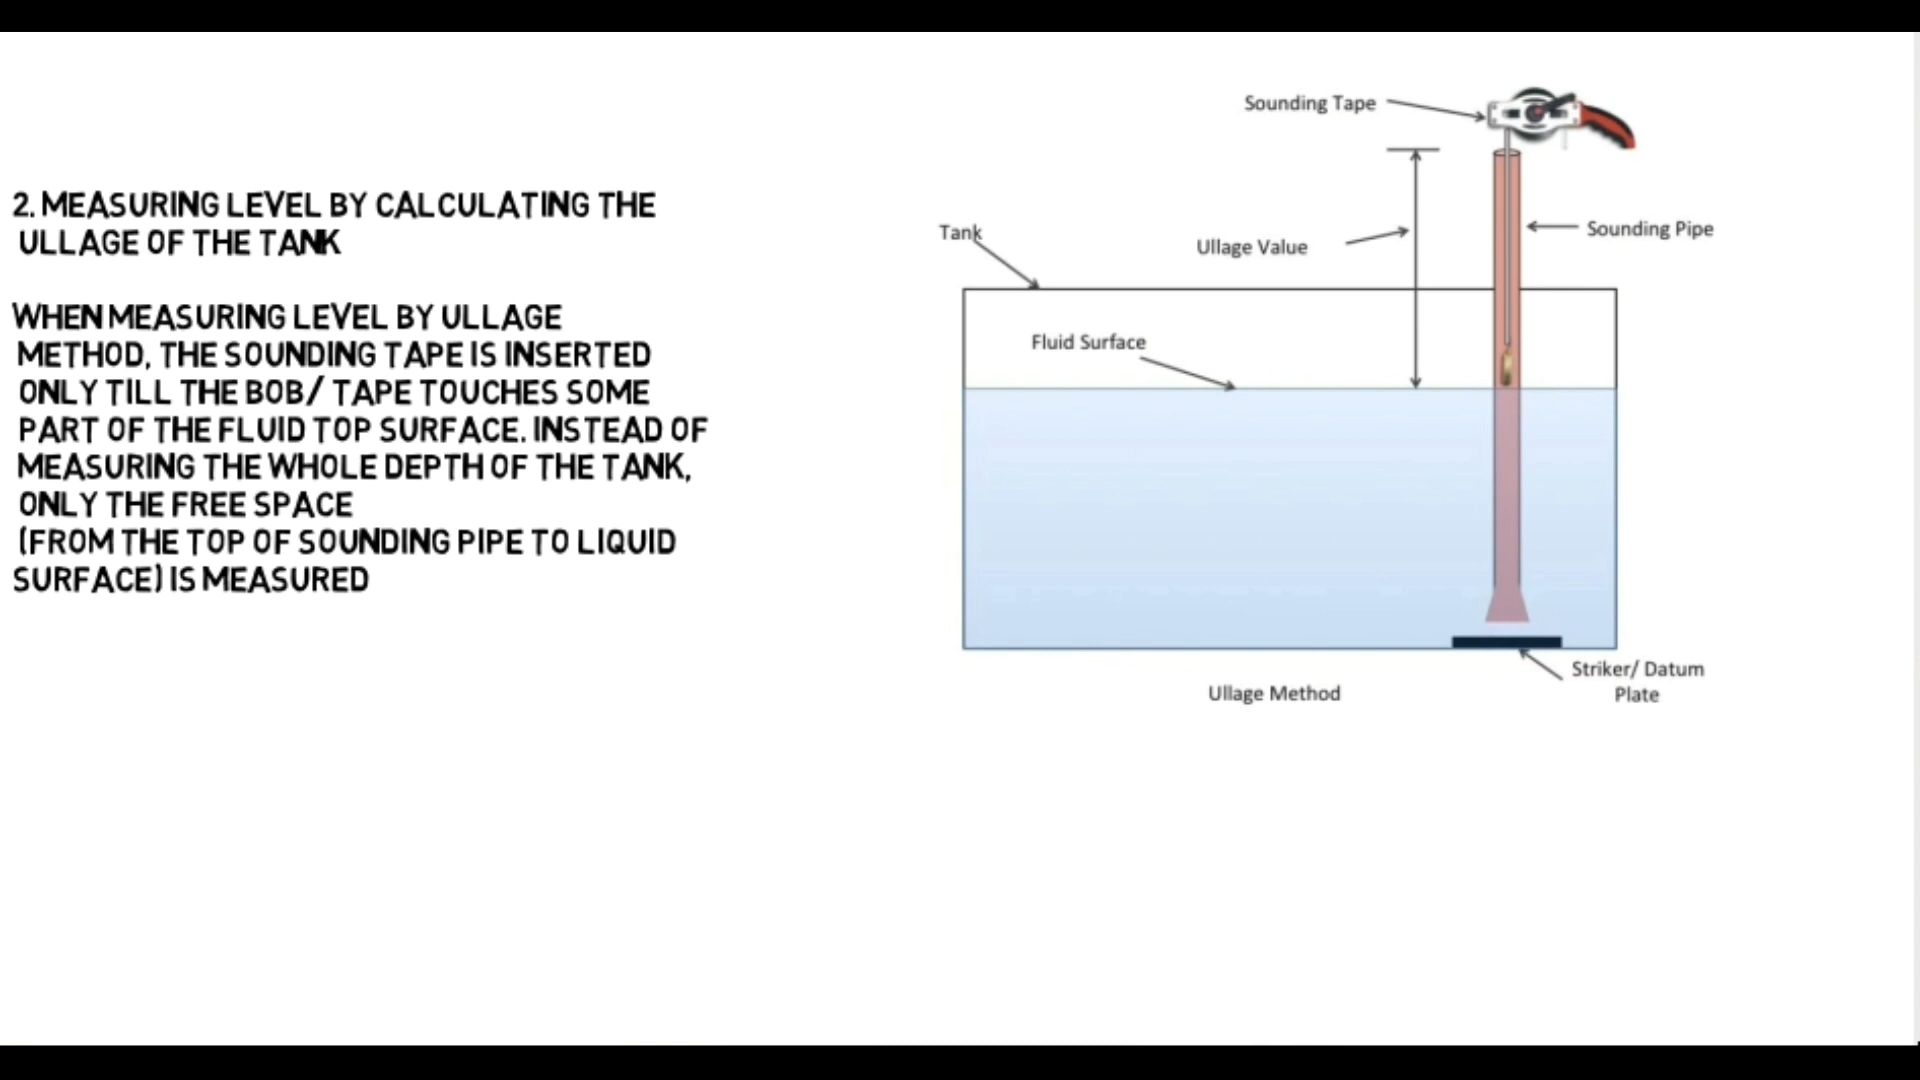 2. MEASURING LEVEL BY CALCULATING THE
ULLAGE OF THE TANK
WHEN MEASURING LEVEL BY ULLAGE
METHOD, THE SOUNDING TAPE IS INSERTED
ONLY TILL THE BOB/ TAPE TOUCHES SOME
PART OF THE FLUID TOP SURFACE. INSTEAD OF
MEASURING THE WHOLE DEPTH OF THE TANK,
ONLY THE FREE SPACE
(FROM THE TOP OF SOUNDING PIPE TO LIQUID
SURFACE) IS MEASURED
Sounding Tape
Tank
Ullage Value
Sounding Pipe
Fluid Surface
Striker/ Datum
Plate
Ullage Method